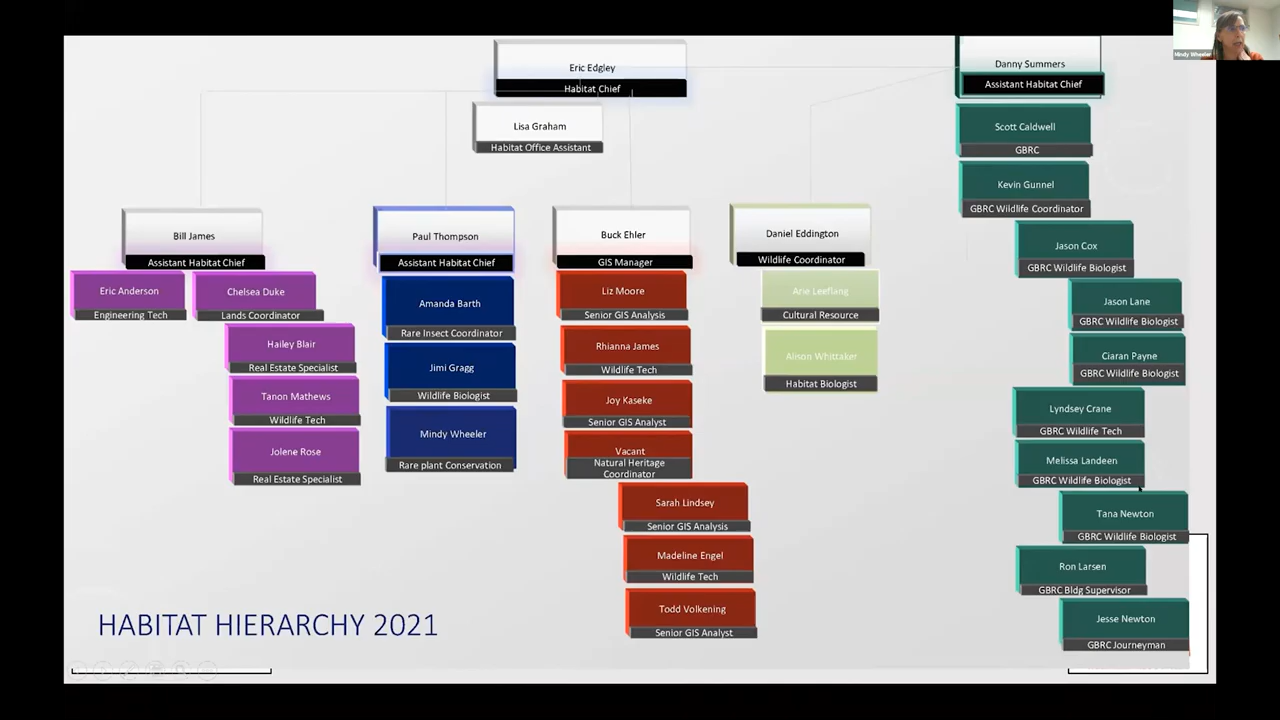 Mindy Wheeler
Eric Edgley
Habitat Chief
Danny Summers
Assistant Habitat Chief
Lisa Graham
Habitat Office Assistant
Bill James
Assistant Habitat Chief
Eric Anderson
Engineering Tech
Chelsea Duke
Lands Coordinator
Hailey Blair
Real Estate Specialist
Tanon Mathews
Wildlife Tech
Jolene Rose
Real Estate Specialist
Paul Thompson
Assistant Habitat Chief
Amanda Barth
Rare Insect Coordinator
Jimi Gragg
Wildlife Biologist
Mindy Wheeler
Rare plant Conservation
Buck Ehler
GIS Manager
Liz Moore
Senior GIS Analysis
Rhianna James
Wildlife Tech
Joy Kaseke
Senior GIS Analyst
Vacant
Natural Heritage
Coordinator
Sarah Lindsey
Senior GIS Analysis
Madeline Engel
Wildlife Tech
Todd Volkening
Senior GIS Analyst
Daniel Eddington
Wildlife Coordinator
Arie Leeflang
Cultural Resource
Alison Whittaker
Habitat Biologist
Scott Caldwell
GBRC
Kevin Gunnel
GBRC Wildlife Coordinator
Jason Cox
GBRC Wildlife Biologist
Jason Lane
GBRC Wildlife Biologist
Ciaran Payne
GBRC Wildlife Biologist
Lyndsey Crane
GBRC Wildlife Tech
Melissa Landeen
GBRC Wildlife Biologist
Tana Newton
GBRC Wildlife Biologist
Ron Larsen
GBRC Bldg Supervisor
Jesse Newton
GBRC Journeyman
HABITAT HIERARCHY 2021